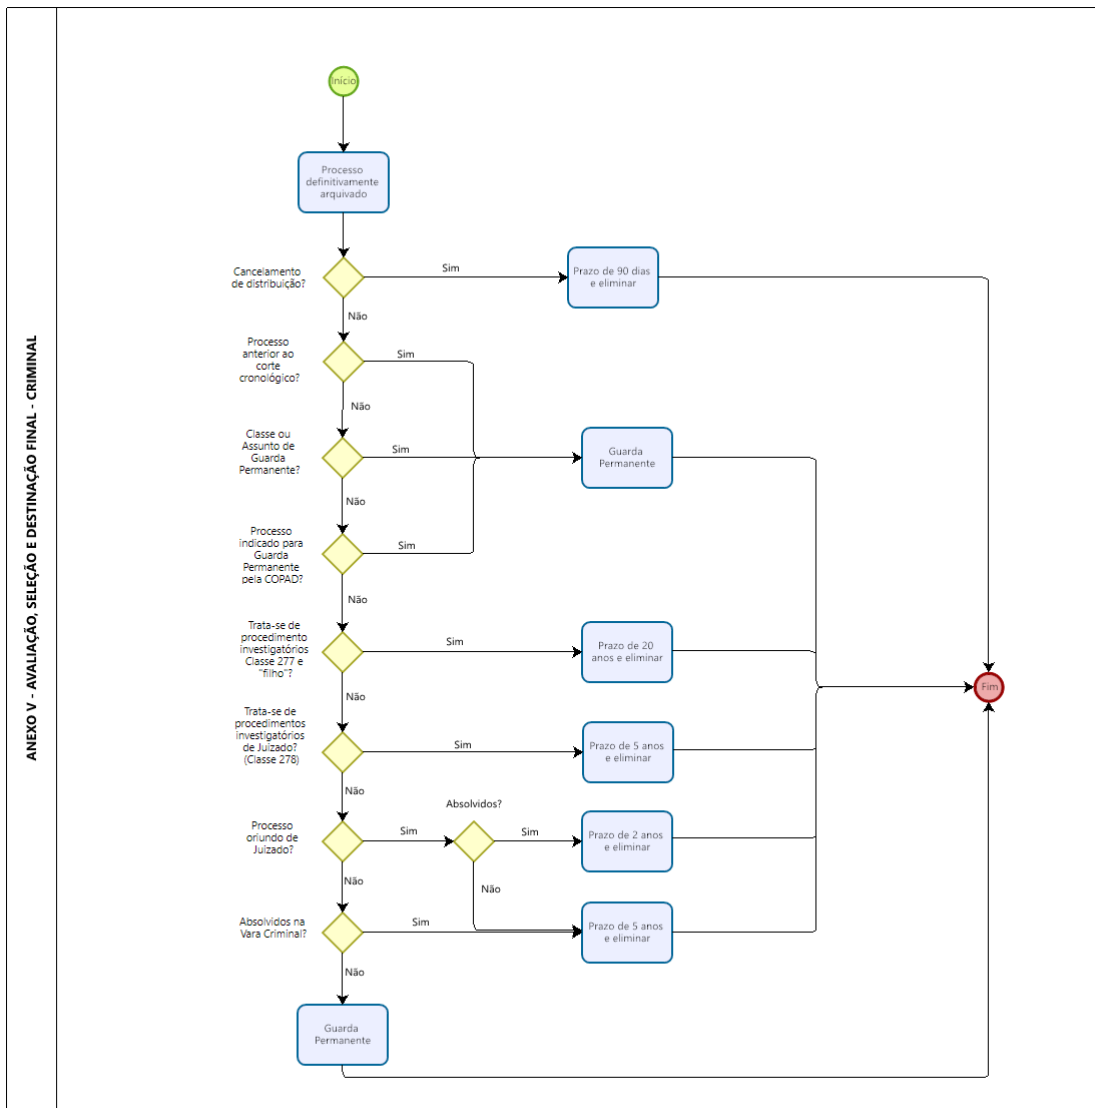 ANEXO V - AVALIAÇÃO, SELEÇÃO E DESTINAÇÃO FINAL - CRIMINAL
Início
Processo
definitivamente
arquivado
Cancelamento
de distribuição?
Sim
Prazo de 90 dias
e eliminar
Não
Processo
anterior ao
corte
cronológico?
Sim
Não
Classe ou
Assunto de
Guarda
Permanente?
Sim
Guarda
Permanente
Não
Processo
indicado para
Guarda
Permanente
pela COPAD?
Sim
Não
Trata-se de
procedimento
investigatórios
Classe 277 e
"filho"?
Sim
Prazo de 20
anos e eliminar
Fim
Não
Trata-se de
procedimentos
investigatórios
de Juizado?
(Classe 278)
Sim
Prazo de 5 anos
e eliminar
Não
Processo
oriundo de
Juizado?
Sim
Absolvidos?
Sim
Prazo de 2 anos
e eliminar
Não
Não
Absolvidos na
Vara Criminal?
Sim
Prazo de 5 anos
e eliminar
Não
Guarda
Permanente